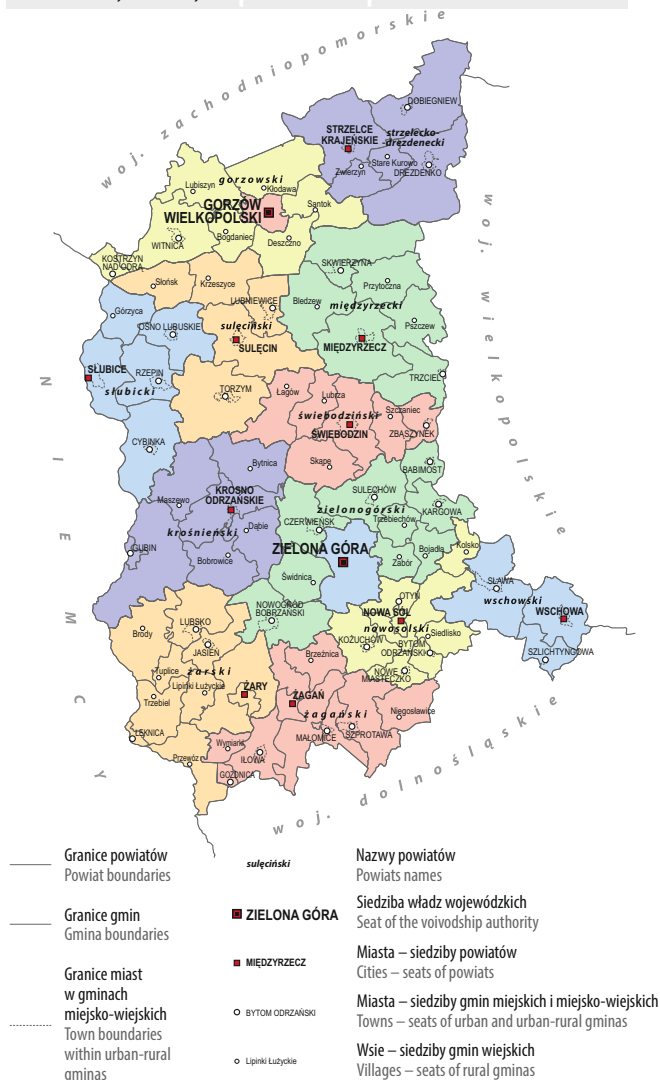 woj. zachodniopomorskie
DOBIEGNIEW
STRZELCE
KRAJEŃSKIE
strzelecko-
-drezdenecki
Stare Kurowo
Zwierzyn
DREZDENKO
gorzowski
Lubiszyn
Kłodawa
GORZÓW
WIELKOPOLSKI
Santok
Bogdaniec
WITNICA
Deszczno
woj. wielkopolskie
KOSTRZYN
NAD ODRĄ
SKWIERZYNA
Słońsk
Krzeszyce
Przytoczna
LUBNIEWICE
Bledzew
międzyrzecki
Górzyca
OŚNO LUBUSKIE
sulęciński
Pszczew
SULĘCIN
MIĘDZYRZECZ
SŁUBICE
RZEPIN
TRZCIEL
słubicki
TORZYM
Łagów
Lubrza
świebodziński
Szczaniec
ŚWIEBODZIN
ZBĄSZYNEK
CYBINKA
Skąpe
Bytnica
BABIMOST
KROSNO
ODRZAŃSKIE
SULECHÓW
Maszewo
zielonogórski
KARGOWA
Trzebiechów
CZERWIEŃSK
Dąbie
krośnieński
ZIELONA GÓRA
Kolsko
GUBIN
Bobrowice
Zabór
Bojadła
NIEMCY
Świdnica
SŁAWA
OTYŃ
wschowski
NOWOGRÓD
BOBRZAŃSKI
NOWA SÓL
WSCHOWA
nowosolski
Siedlisko
Brody
LUBSKO
KOŻUCHÓW
BYTOM
ODRZAŃSKI
JASIEŃ
Brzeźnica
SZLICHTYNGOWA
Tuplice
żarski
NOWE
MIASTECZKO
Lipinki Łużyckie
ŻARY
Trzebiel
ŻAGAŃ
żagański
Niegosławice
ŁĘKNICA
MAŁOMICE
SZPROTAWA
Wymiarki
Przewóz
IŁOWA
GOZDNICA
woj. dolnośląskie
Granice powiatów
Powiat boundaries
sulęciński
Nazwy powiatów
Powiats names
Granice gmin
Gmina boundaries
ZIELONA GÓRA
Siedziba władz wojewódzkich
Seat of the voivodship authority
MIĘDZYRZECZ
Miasta – siedziby powiatów
Cities – seats of powiats
Granice miast
w gminach
miejsko-wiejskich
Town boundaries
within urban-rural
gminas
BYTOM ODRZAŃSKI
Miasta – siedziby gmin miejskich i miejsko-wiejskich
Towns – seats of urban and urban-rural gminas
Lipinki Łużyckie
Wsie – siedziby gmin wiejskich
Villages – seats of rural gminas